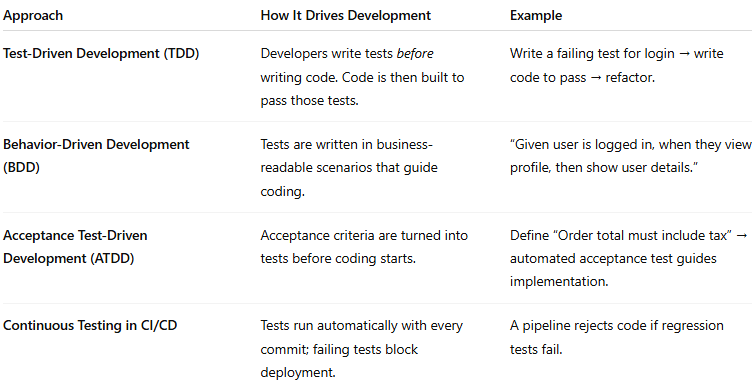 Approach How It Drives Development Example
Test-Driven Development (TDD) Developers write tests before Write a failing test for login → write
writing code. Code is then built to code to pass → refactor.
pass those tests.
Behavior-Driven Development Tests are written in business- “Given user is logged in, when they view
(BDD) readable scenarios that guide profile, then show user details.”
coding.
Acceptance Test-Driven Acceptance criteria are turned into Define “Order total must include tax” →
Development (ATDD) tests before coding starts. automated acceptance test guides
implementation.
Continuous Testing in CI/CD Tests run automatically with every A pipeline rejects code if regression
commit; failing tests block tests fail.
deployment.